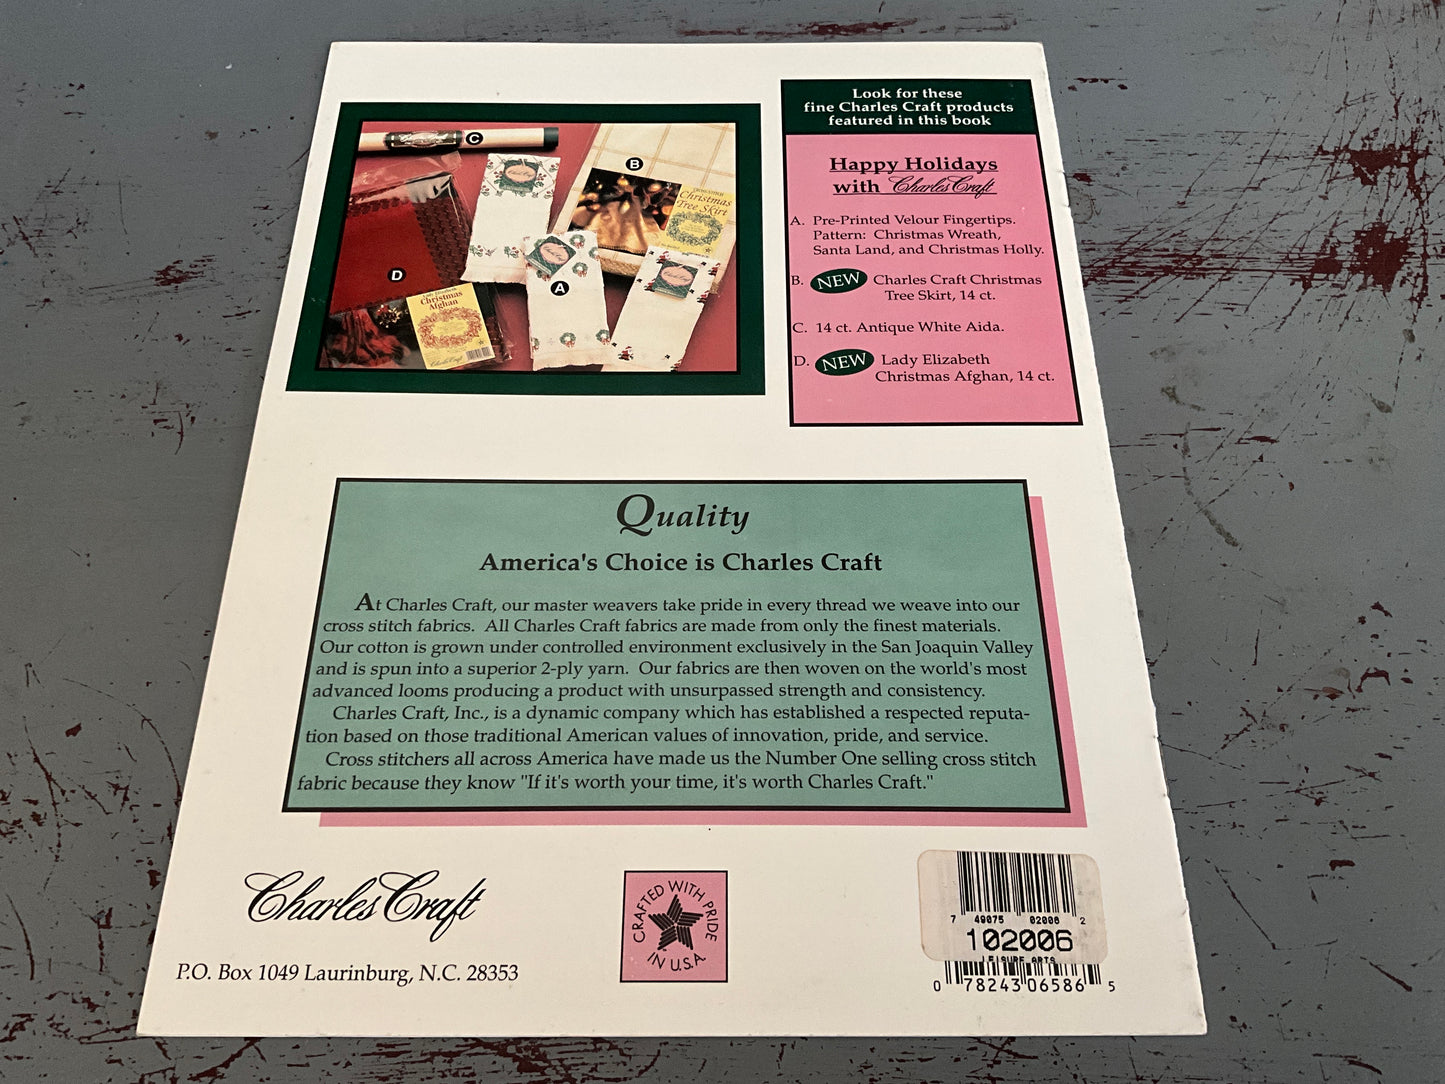 C
B
CROSS STITCH
Christmas
Tree Skirt
D
A
Lady Elizabeth
Christmas
Afghan
Charles Craft
Look for these
fine Charles Craft products
featured in this book
Happy Holidays
with Charles Craft
A. Pre-Printed Velour Fingertips.
Pattern: Christmas Wreath,
Santa Land, and Christmas Holly.
B. NEW Charles Craft Christmas
Tree Skirt, 14 ct.
C. 14 ct. Antique White Aida.
D. NEW Lady Elizabeth
Christmas Afghan, 14 ct.
Quality
America's Choice is Charles Craft
At Charles Craft, our master weavers take pride in every thread we weave into our
cross stitch fabrics. All Charles Craft fabrics are made from only the finest materials.
Our cotton is grown under controlled environment exclusively in the San Joaquin Valley
and is spun into a superior 2-ply yarn. Our fabrics are then woven on the world's most
advanced looms producing a product with unsurpassed strength and consistency.
Charles Craft, Inc., is a dynamic company which has established a respected reputa-
tion based on those traditional American values of innovation, pride, and service.
Cross stitchers all across America have made us the Number One selling cross stitch
fabric because they know "If it's worth your time, it's worth Charles Craft."
Charles Craft
P.O. Box 1049 Laurinburg, N.C. 28353
CRAFTED WITH PRIDE
IN U.S.A
7 49075 02006 2
102006
LEISURE ARTS
0 78243 06586 5